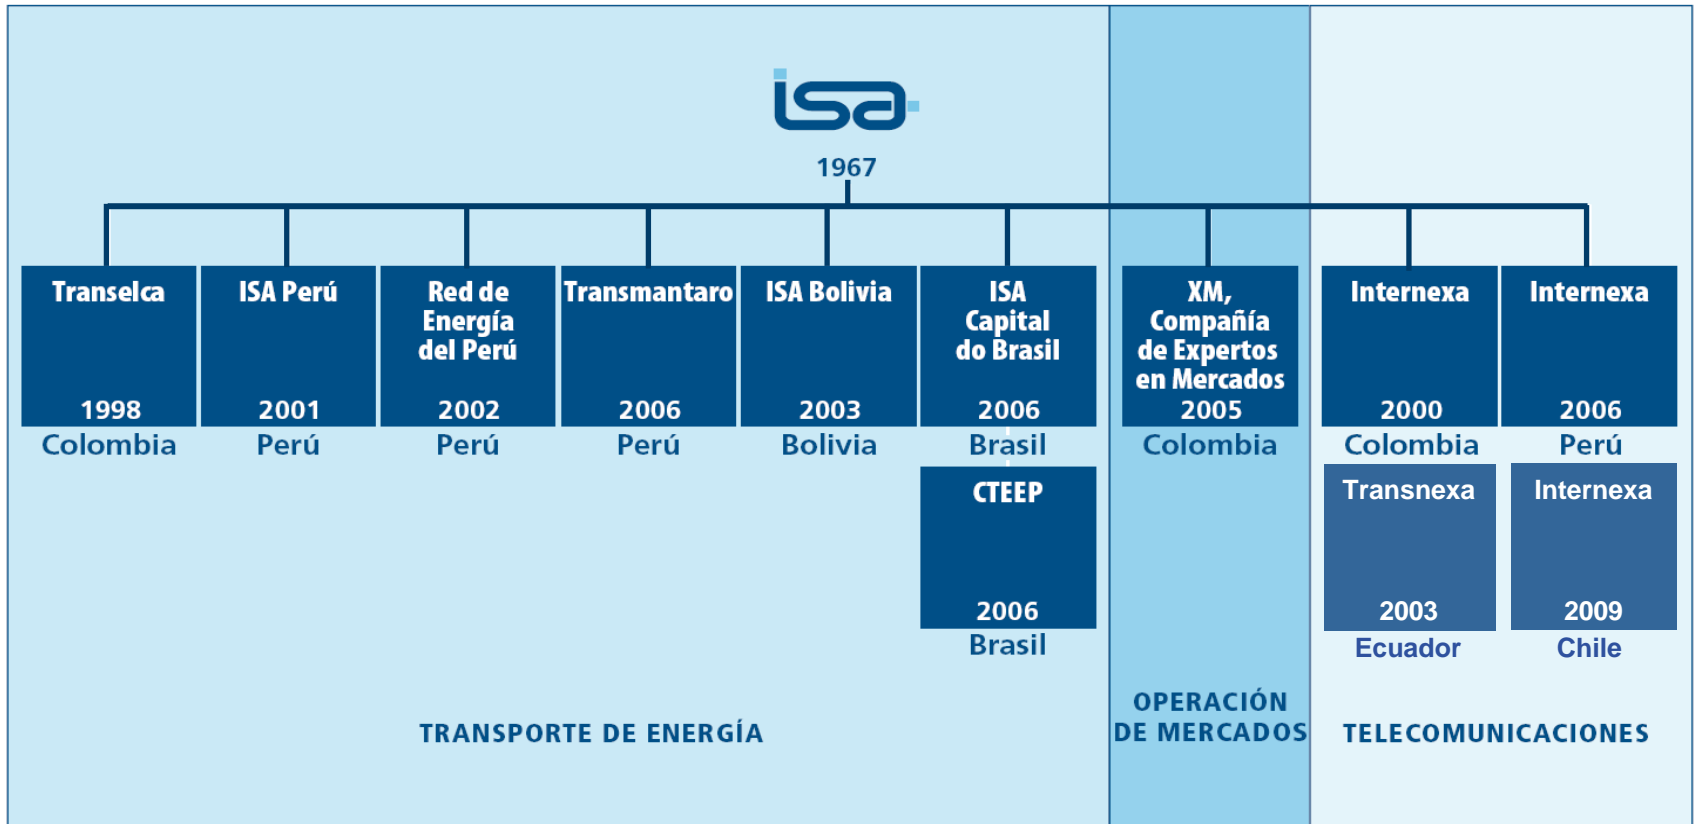 isa
1967
Transelca
1998
Colombia
ISA Perú
2001
Perú
Red de
Energía
del Perú
2002
Perú
Transmantaro
2006
Perú
ISA Bolivia
2003
Bolivia
ISA
Capital
do Brasil
2006
Brasil
CTEEP
2006
Brasil
XM,
Compañía
de Expertos
en Mercados
2005
Colombia
Internexa
2000
Colombia
Internexa
2006
Perú
Transnexa
2003
Ecuador
Internexa
2009
Chile
TRANSPORTE DE ENERGÍA
OPERACIÓN
DE MERCADOS
TELECOMUNICACIONES